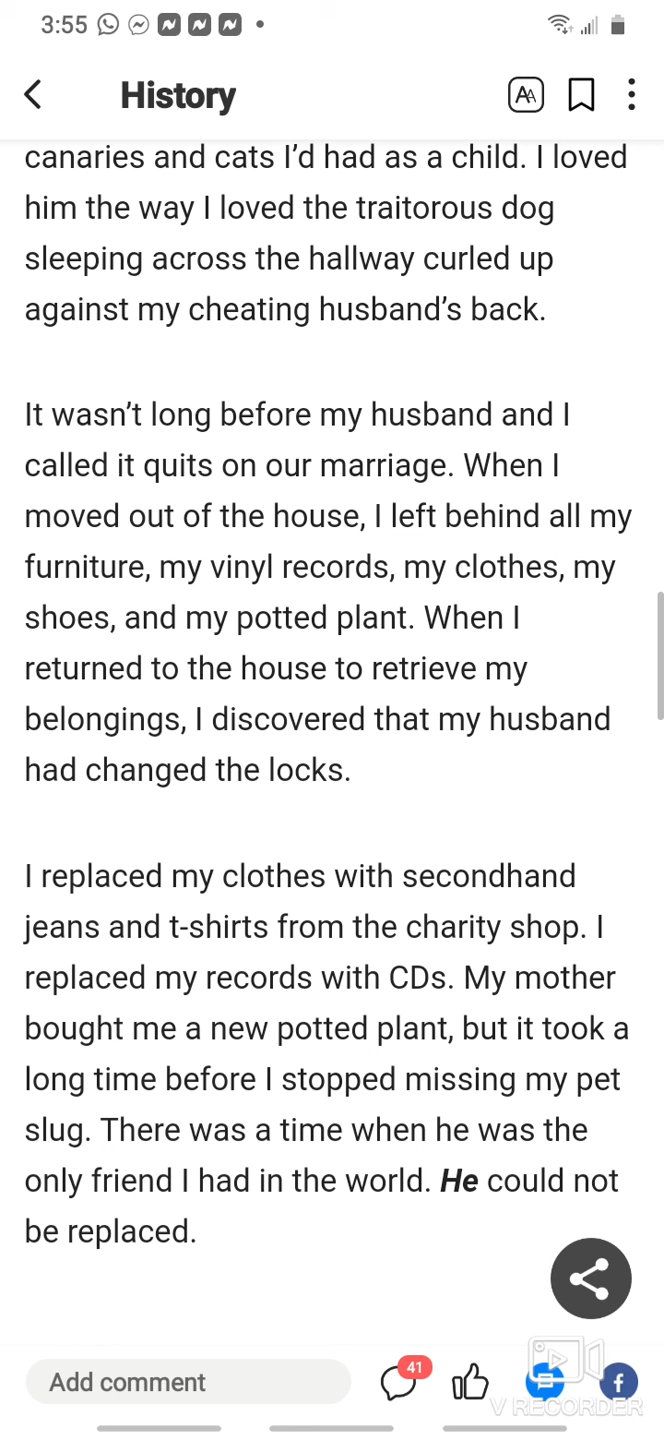 3:55
History
canaries and cats I'd had as a child. I loved
him the way I loved the traitorous dog
sleeping across the hallway curled up
against my cheating husband's back.
It wasn't long before my husband and I
called it quits on our marriage. When I
moved out of the house, I left behind all my
furniture, my vinyl records, my clothes, my
shoes, and my potted plant. When I
returned to the house to retrieve my
belongings, I discovered that my husband
had changed the locks.
I replaced my clothes with secondhand
jeans and t-shirts from the charity shop. I
replaced my records with CDs. My mother
bought me a new potted plant, but it took a
long time before I stopped missing my pet
slug. There was a time when he was the
only friend I had in the world. He could not
be replaced.
Add comment
41
V RECORDER